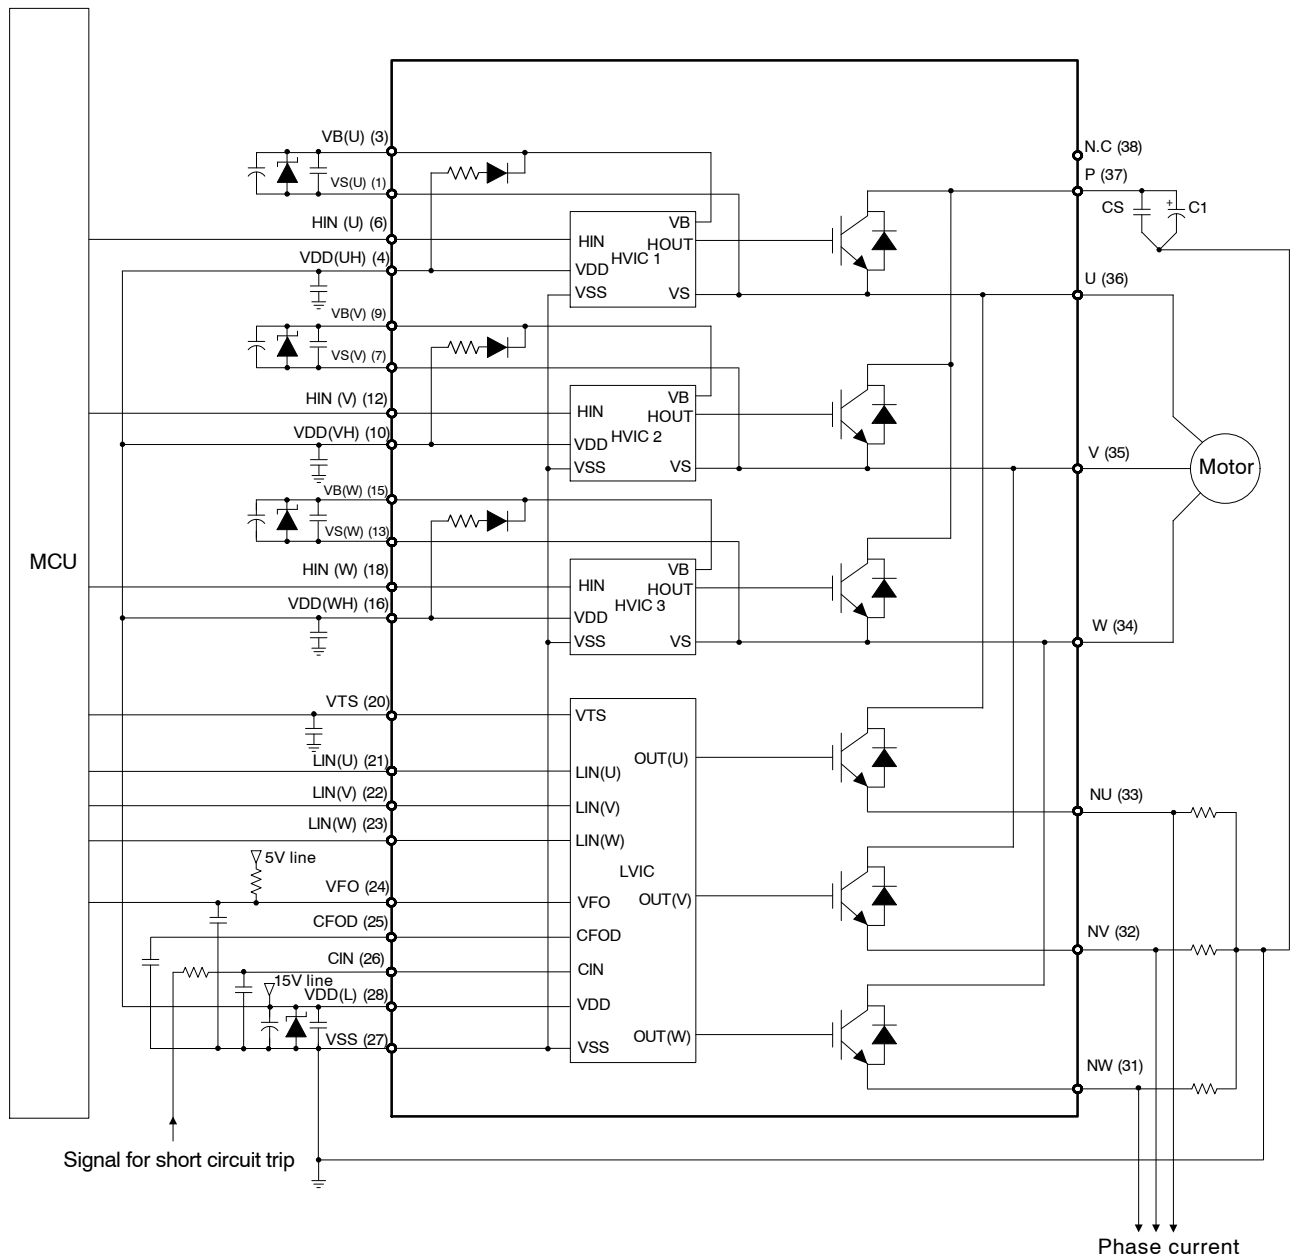 MCU
VB(U) (3)
VS(U) (1)
HIN (U) (6)
VDD(UH) (4)
VB(V) (9)
VS(V) (7)
HIN (V) (12)
VDD(VH) (10)
VB(W) (15)
VS(W) (13)
HIN (W) (18)
VDD(WH) (16)
VTS (20)
LIN(U) (21)
LIN(V) (22)
LIN(W) (23)
5V line
VFO (24)
CFOD (25)
CIN (26)
15V line
VDD(L) (28)
VSS (27)
Signal for short circuit trip
HIN
VDD
VSS
HVIC 1
VB
HOUT
VS
HIN
VDD
VSS
HVIC 2
VB
HOUT
VS
HIN
VDD
VSS
HVIC 3
VB
HOUT
VS
VTS
LIN(U)
LIN(V)
LIN(W)
VFO
CFOD
CIN
VDD
VSS
LVIC
OUT(U)
OUT(V)
OUT(W)
N.C (38)
P (37)
CS
+
C1
U (36)
V (35)
Motor
W (34)
NU (33)
NV (32)
NW (31)
Phase current